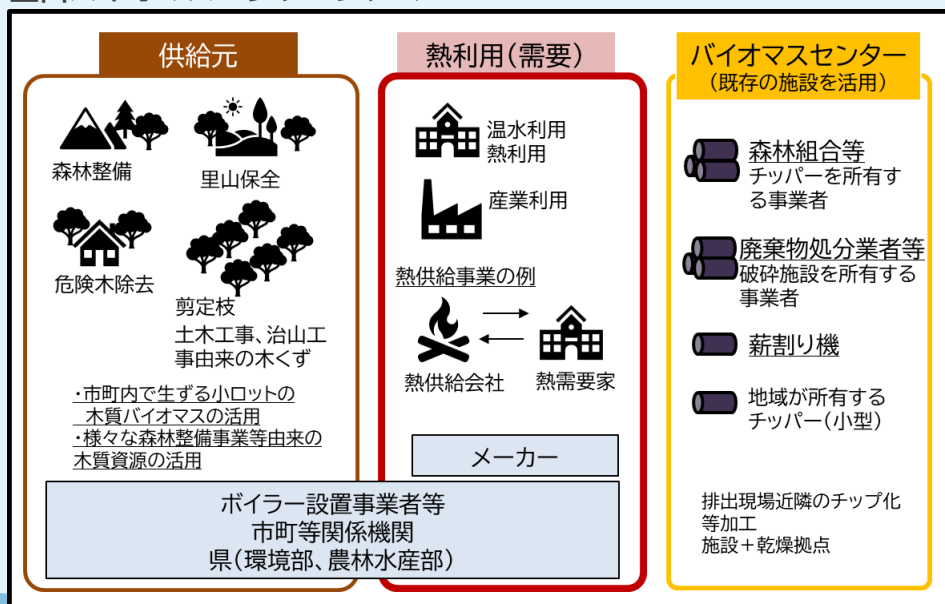 供給元
森林整備
里山保全
危険木除去
剪定枝
土木工事、治山工
事由来の木くず
・市町内で生ずる小ロットの
木質バイオマスの活用
・様々な森林整備事業等由来の
木質資源の活用
熱利用(需要)
温水利用
熱利用
産業利用
熱供給事業の例
熱供給会社
熱需要家
メーカー
ボイラー設置事業者等
市町等関係機関
県(環境部、農林水産部)
バイオマスセンター
(既存の施設を活用)
森林組合等
チッパーを所有す
る事業者
廃棄物処分業者等
破砕施設を所有する
事業者
薪割り機
地域が所有する
チッパー(小型)
排出現場近隣のチップ化
等加工
施設+乾燥拠点